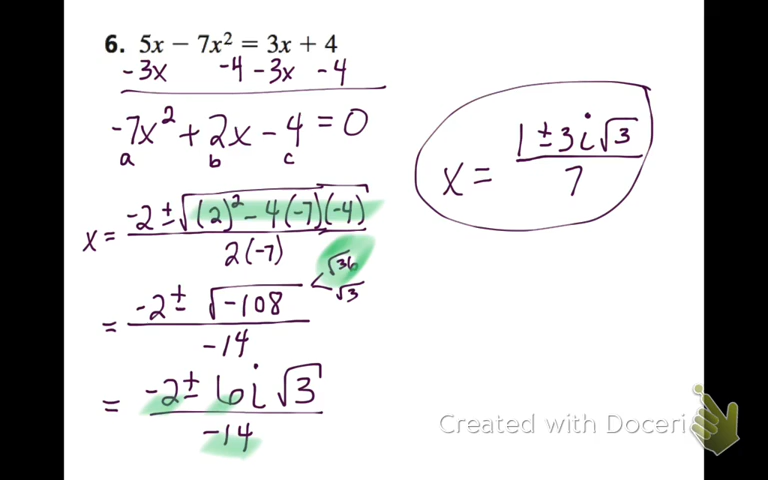 6. 5x − 7x² = 3x + 4
-3x -4 -3x -4
-7x² + 2x - 4 = 0
a b c
x = (-2 ± √((2)² - 4(-7)(-4))) / 2(-7)
√36
√3
= (-2 ± √-108) / -14
= (-2 ± 6i√3) / -14
x = (1 ± 3i√3) / 7
Created with Doceri